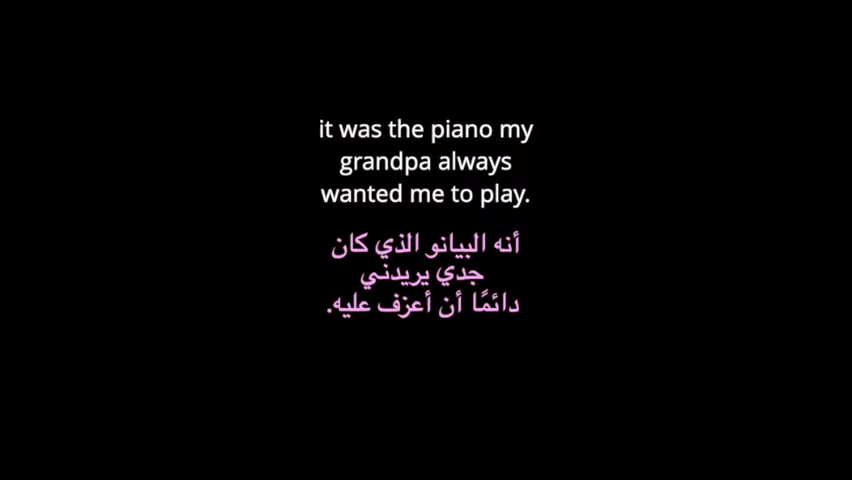 it was the piano my
grandpa always
wanted me to play.
أنه البيانو الذي كان
جدي يريدني
دائمًا أن أعزف عليه.